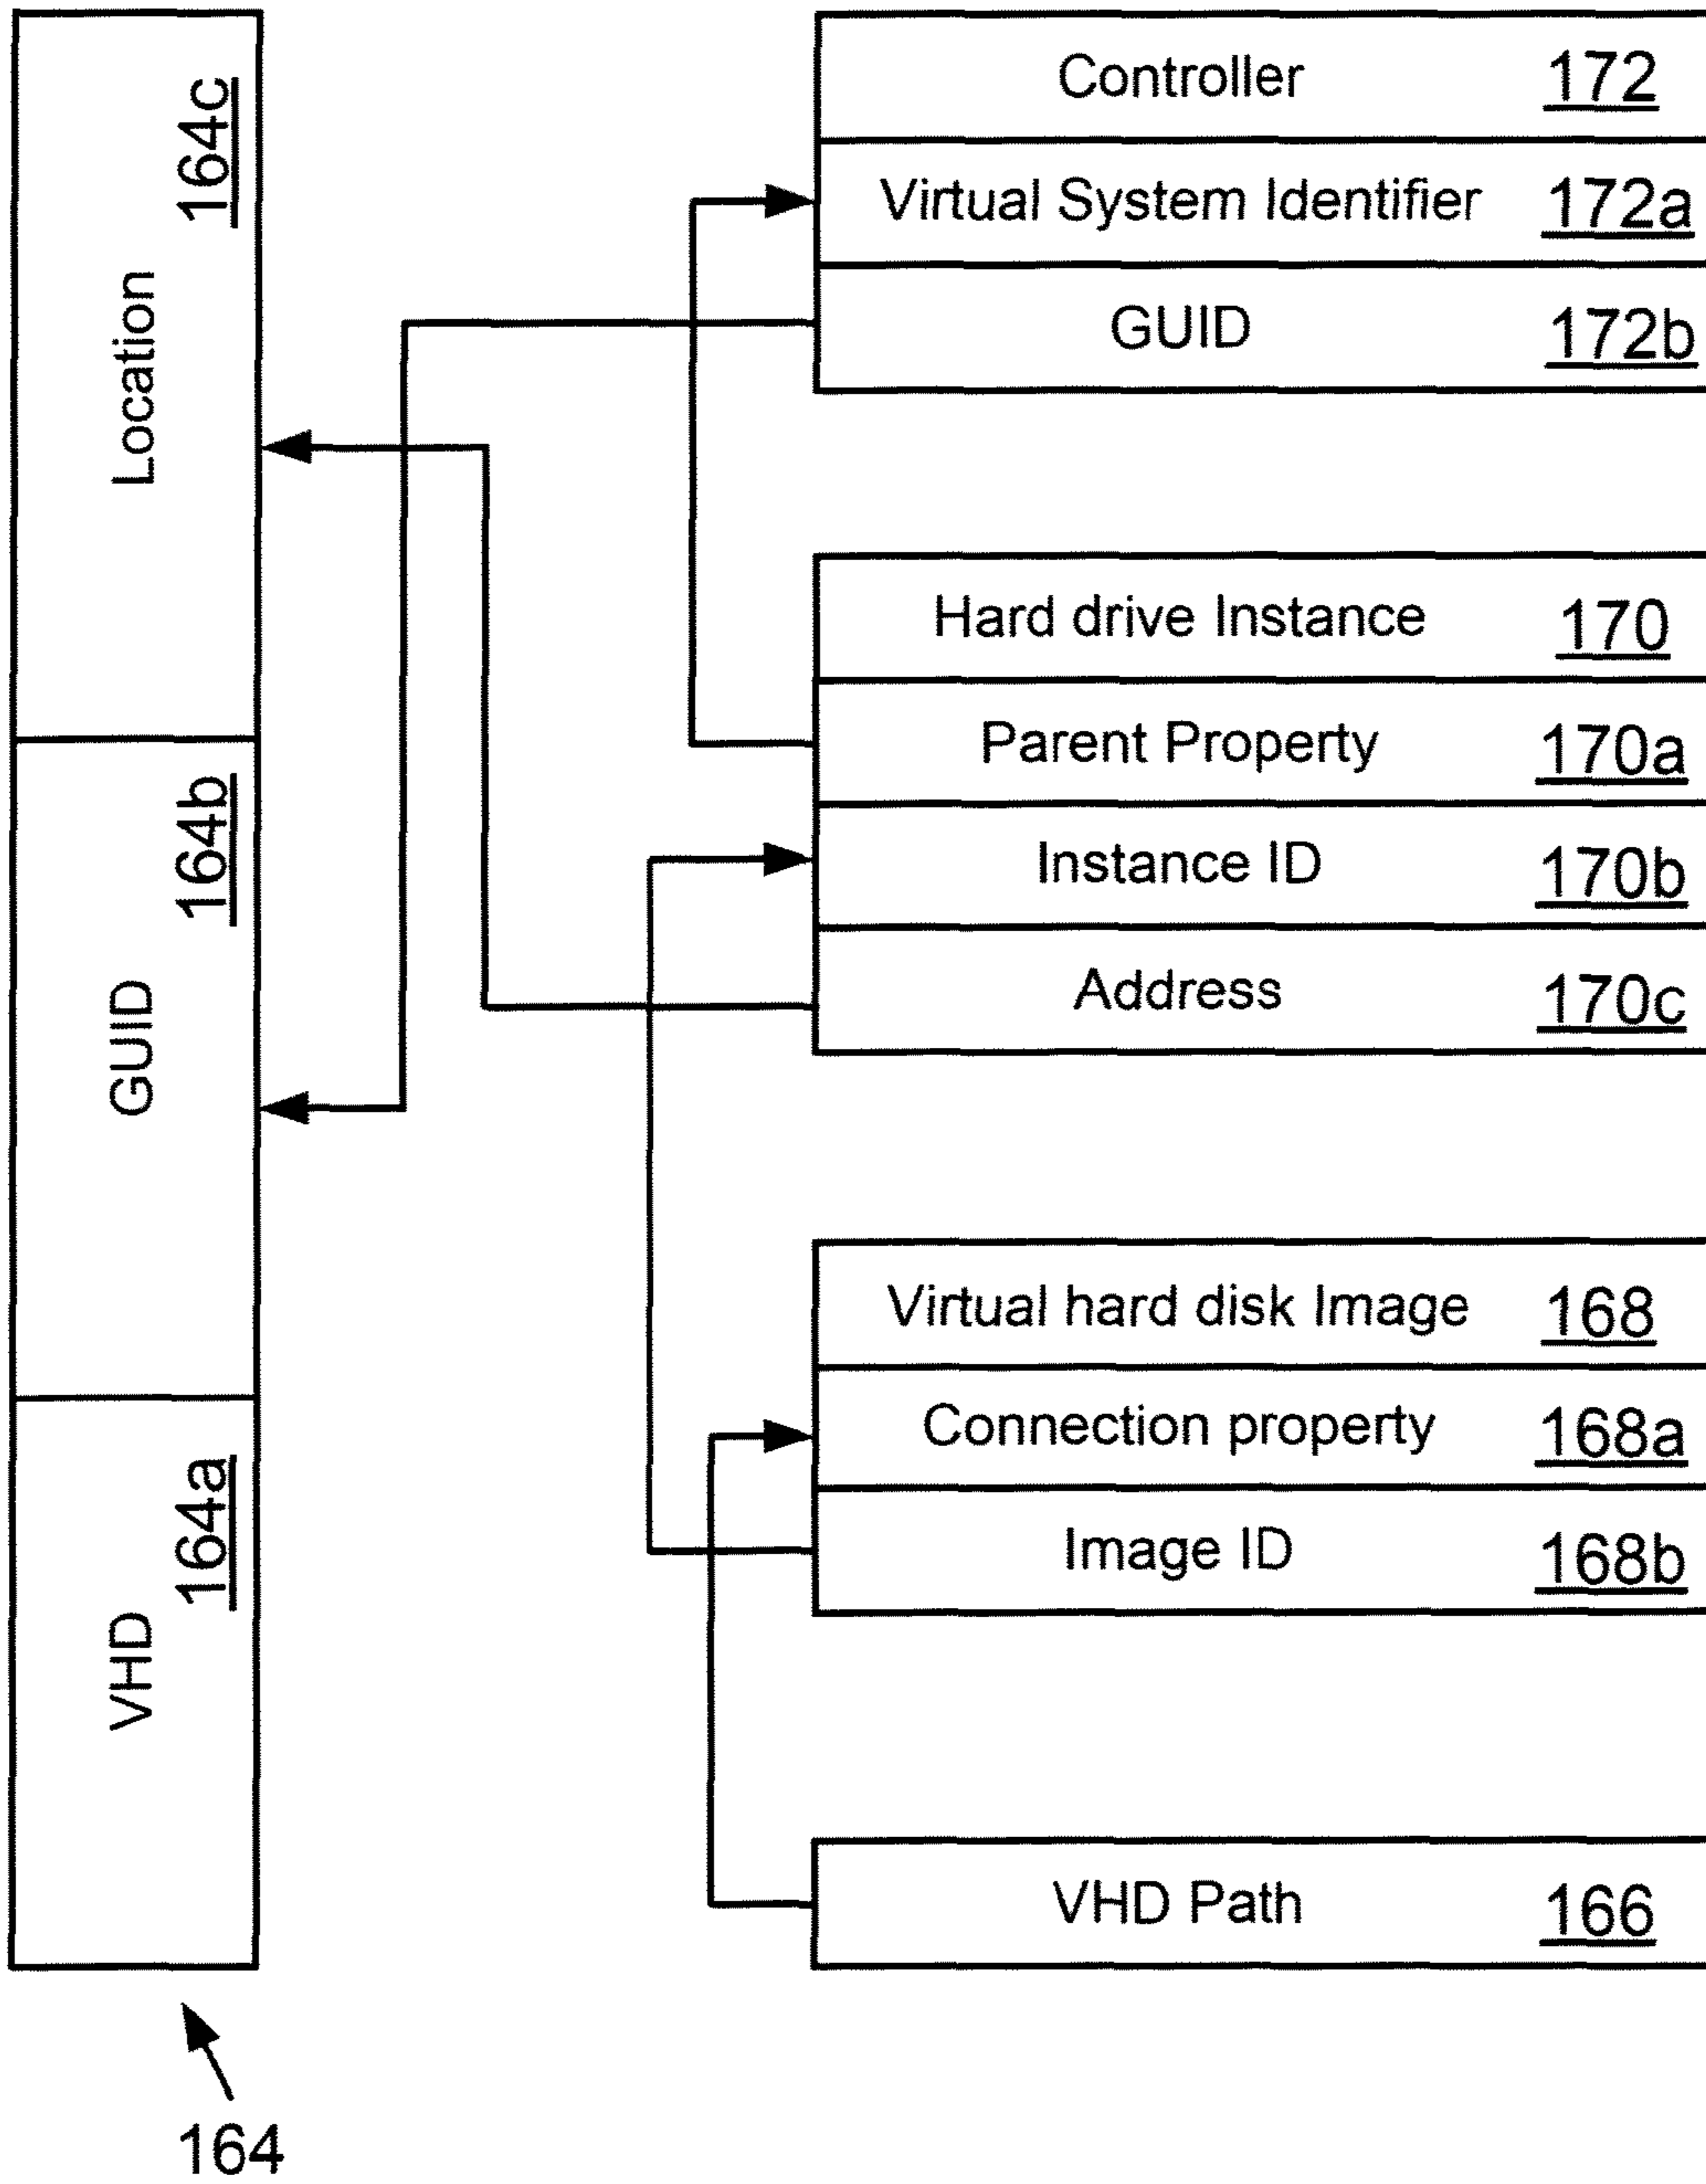 Location 164c
GUID 164b
VHD 164a
164
Controller 172
Virtual System Identifier 172a
GUID 172b
Hard drive Instance 170
Parent Property 170a
Instance ID 170b
Address 170c
Virtual hard disk Image 168
Connection property 168a
Image ID 168b
VHD Path 166